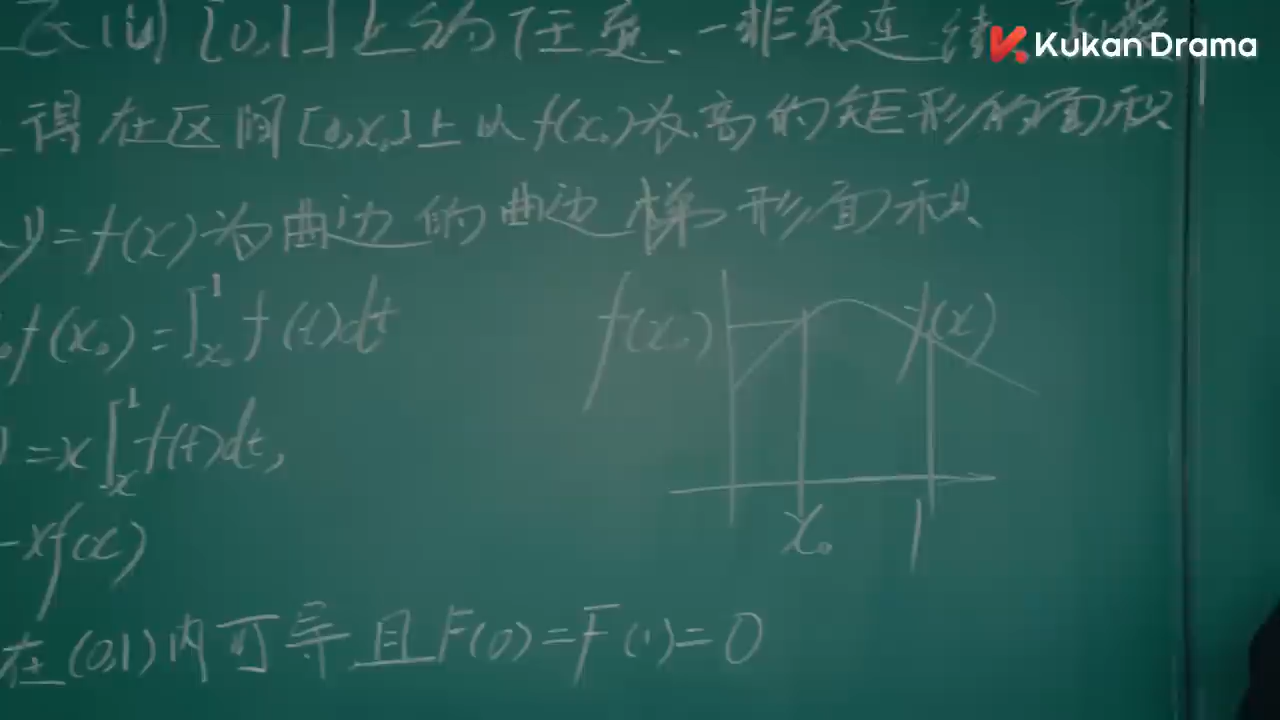 区间[0,1]上的任意一非负连续函数
得在区间[0,x₀]上以f(x₀)为高的矩形的面积
y=f(x)为曲边的曲边梯形面积
f(x₀)=∫ₓ₀¹f(t)dt
=x∫ₓ¹f(t)dt,
-xf(x)
在(0,1)内可导且F(0)=F(1)=0
f(x₀)
f(x)
x₀
1
Kukan Drama